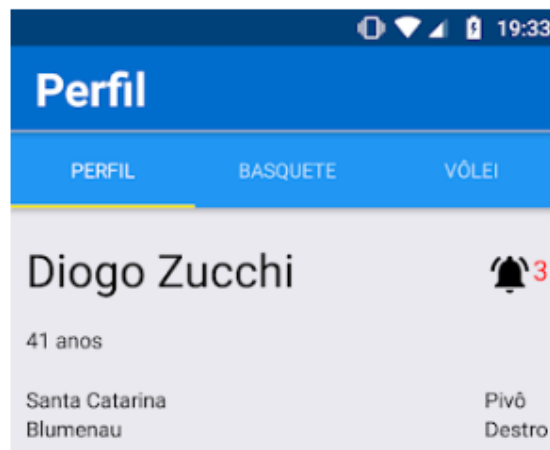 19:33
Perfil
PERFIL BASQUETE VÔLEI
Diogo Zucchi 3
41 anos
Santa Catarina Pivô
Blumenau Destro